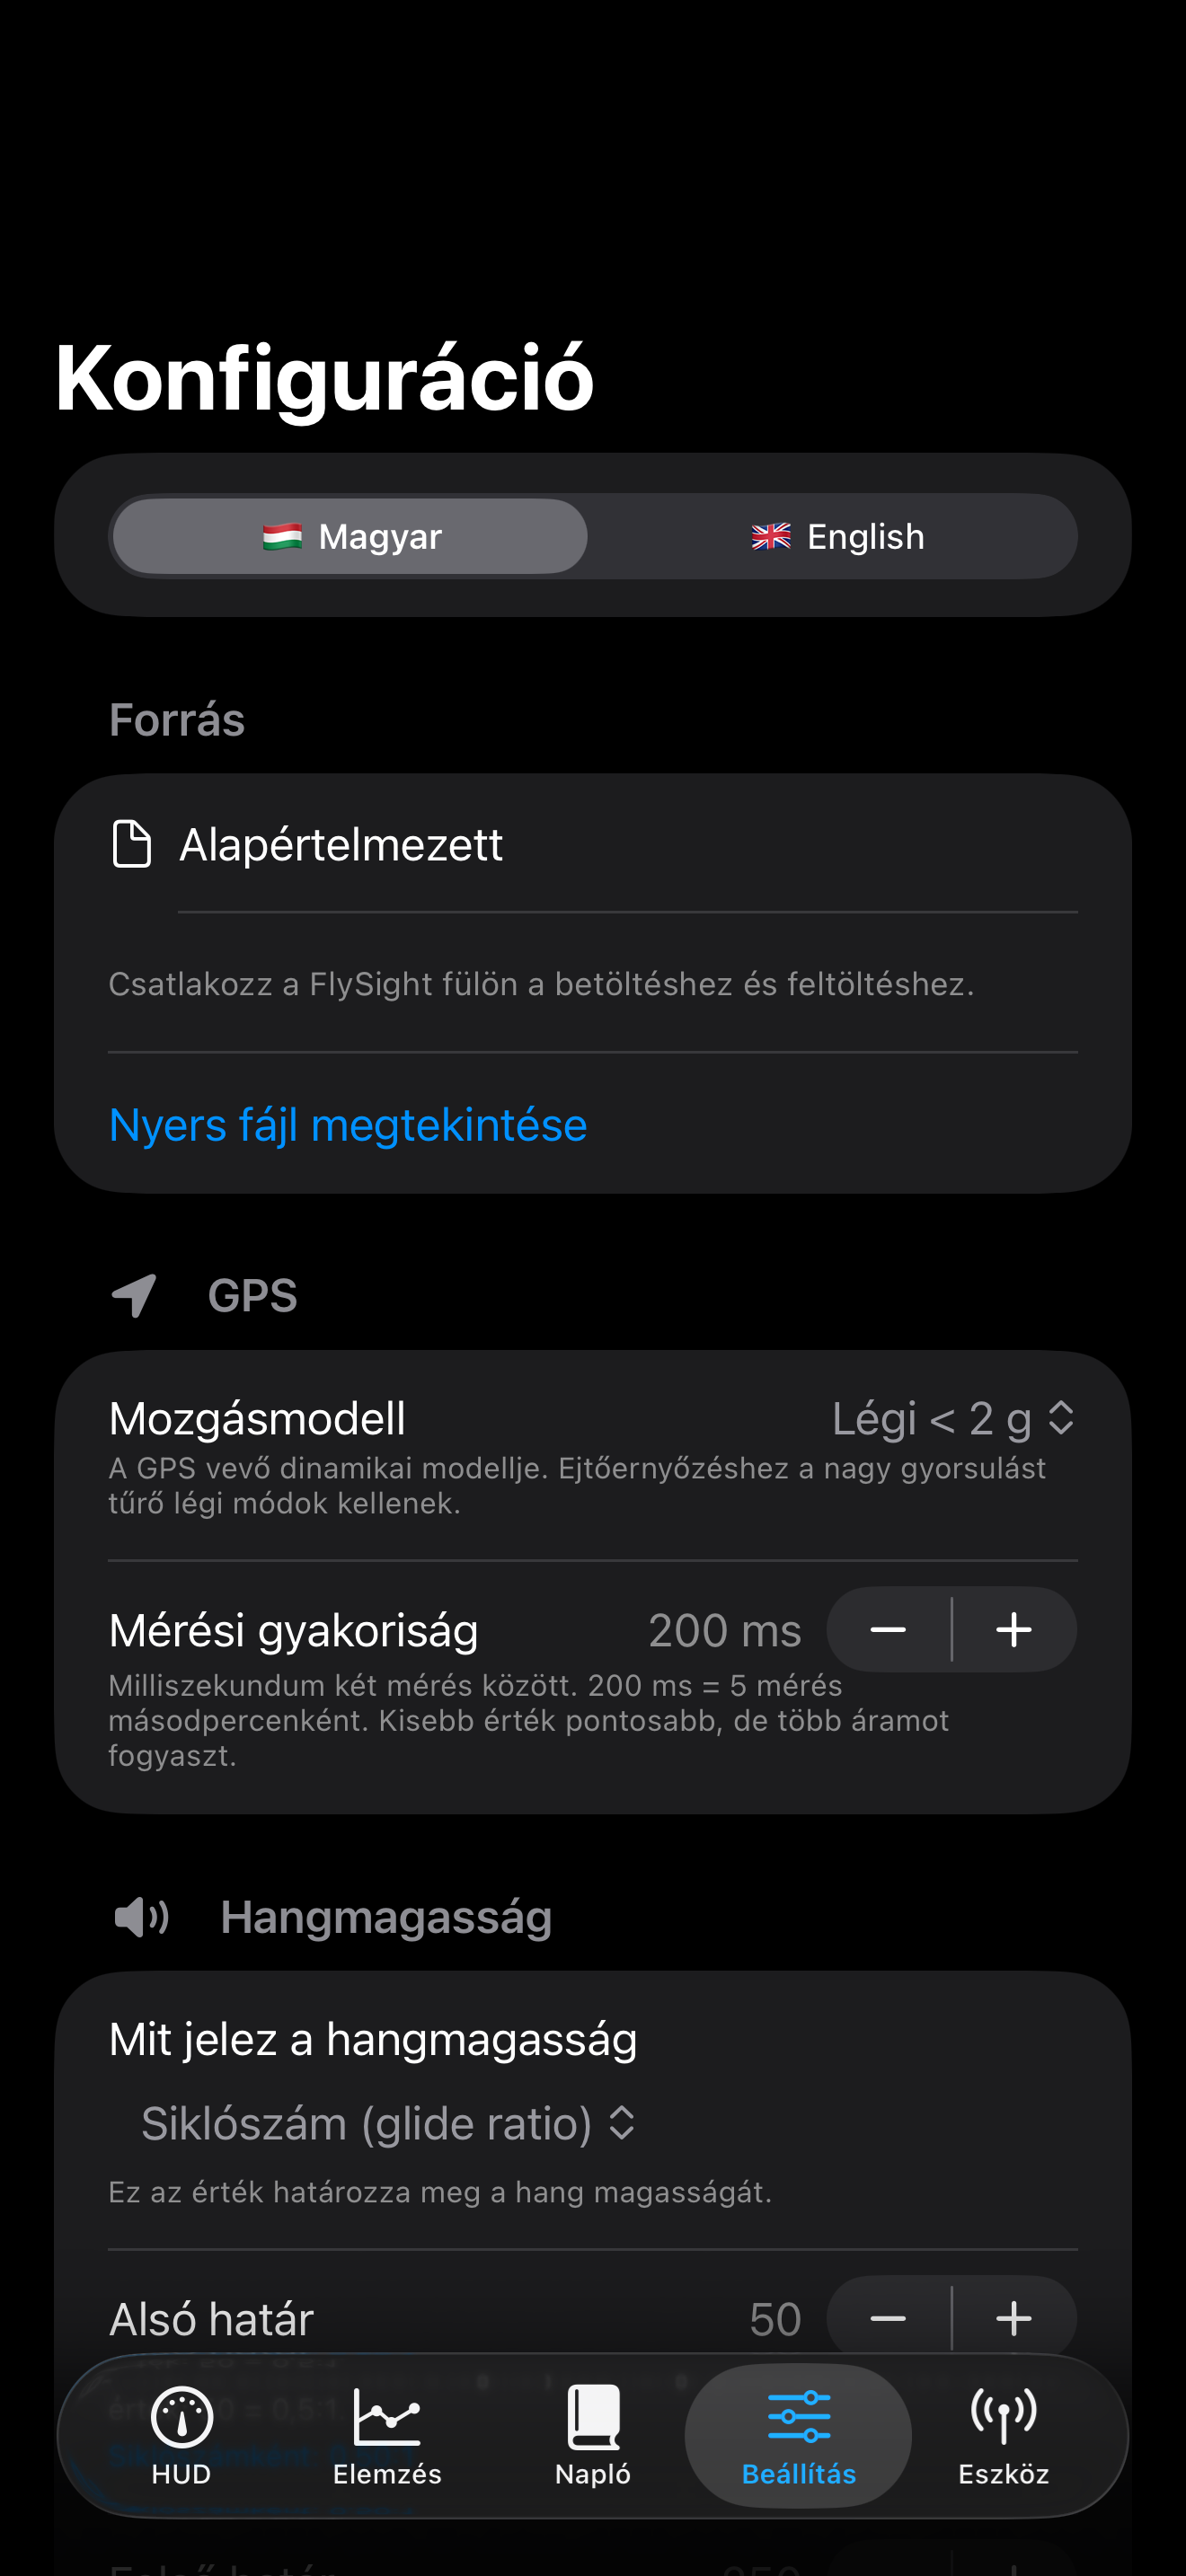 Konfiguráció
Magyar
English
Forrás
Alapértelmezett
Csatlakozz a FlySight fülön a betöltéshez és feltöltéshez.
Nyers fájl megtekintése
GPS
Mozgásmodell
Légi < 2 g
A GPS vevő dinamikai modellje. Ejtőernyőzéshez a nagy gyorsulást
tűrő légi módok kellenek.
Mérési gyakoriság
200 ms
Milliszekundum két mérés között. 200 ms = 5 mérés
másodpercenként. Kisebb érték pontosabb, de több áramot
fogyaszt.
Hangmagasság
Mit jelez a hangmagasság
Siklószám (glide ratio)
Ez az érték határozza meg a hang magasságát.
Alsó határ
50
HUD
Elemzés
Napló
Beállítás
Eszköz